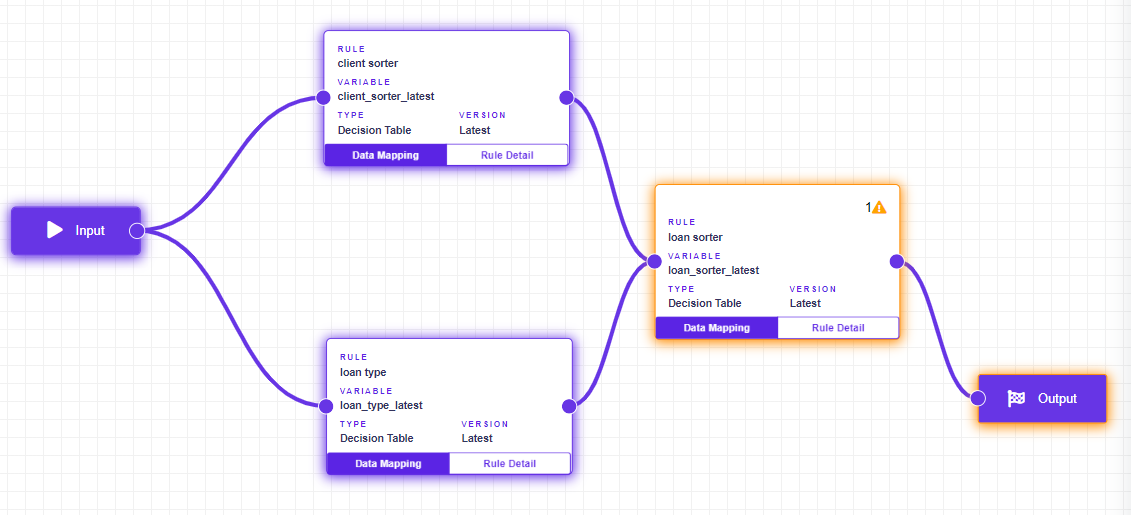 Input
RULE
client sorter
VARIABLE
client_sorter_latest
TYPE VERSION
Decision Table Latest
Data Mapping Rule Detail
RULE
loan type
VARIABLE
loan_type_latest
TYPE VERSION
Decision Table Latest
Data Mapping Rule Detail
1
RULE
loan sorter
VARIABLE
loan_sorter_latest
TYPE VERSION
Decision Table Latest
Data Mapping Rule Detail
Output